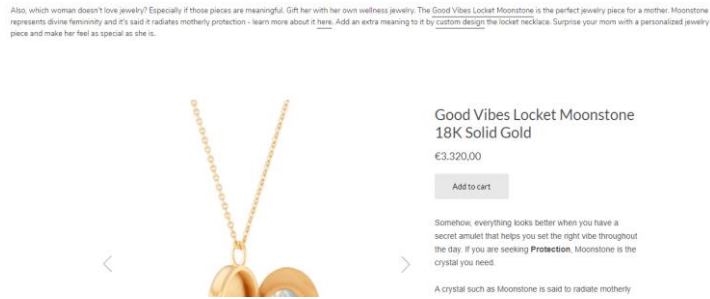 Also, which woman doesn't love jewelry? Especially if those pieces are meaningful. Gift her with her own wellness jewelry. The Good Vibes Locket Moonstone is the perfect jewelry piece for a mother. Moonstone
represents divine femininity and it's said it radiates motherly protection - learn more about it here. Add an extra meaning to it by custom design the locket necklace. Surprise your mom with a personalized jewelry
piece and make her feel as special as she is.
Good Vibes Locket Moonstone
18K Solid Gold
€3.320,00
Add to cart
Somehow, everything looks better when you have a
secret amulet that helps you set the right vibe throughout
the day. If you are seeking Protection, Moonstone is the
crystal you need.
A crystal such as Moonstone is said to radiate motherly